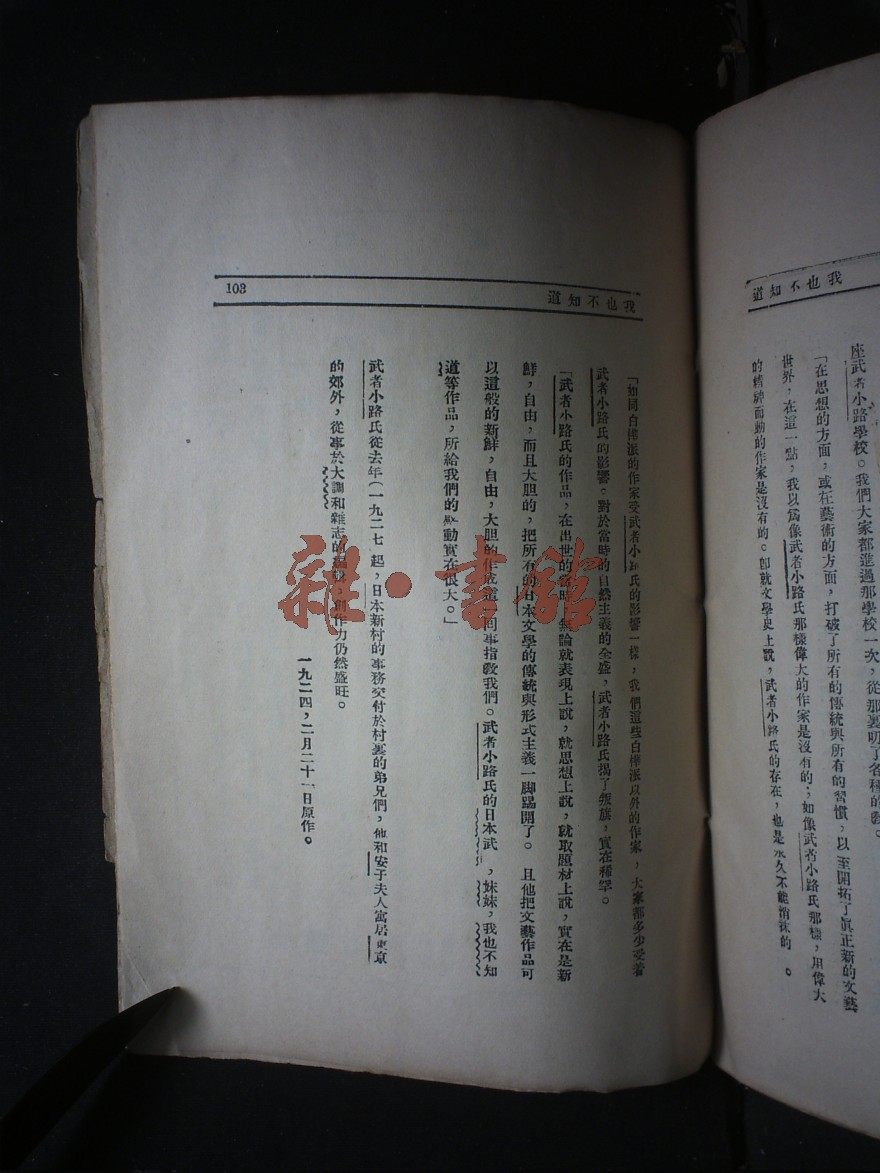 我也不知道
座武者小路學校。我們大家都進過那學校一次，從那裏叨了各種的教。
「在思想的方面，或在藝術的方面，打破了所有的傳統與所有的習慣，以至開拓了眞正新的文藝
世界，在這一點，我以爲像武者小路氏那樣偉大的作家是沒有的；如像武者小路氏那樣，用偉大
的精神而動的作家是沒有的。卽就文學史上說，武者小路氏的存在，也是永久不能消抹的。
我也不知道
103
「如同白樺派的作家受武者小路氏的影響一樣，我們這些白樺派以外的作家，大家都多少受着
武者小路氏的影響。對於當時的自然主義的全盛，武者小路氏揭了叛旗，實在稀罕。
「武者小路氏的作品，在出世的當時，無論就表現上說，就思想上說，就取題材上說，實在是新
鮮，自由，而且大胆的，把所有的日本文學的傳統與形式主義一脚踢開了。且他把文藝作品可
以這般的新鮮，自由，大胆的作成這 回事指敎我們。武者小路氏的日本武 ，妹妹，我也不知
道等作品，所給我們的 動實在很大。」
武者小路氏從去年(一九二七 起，日本新村的事務交付於村裏的弟兄們，他和安子夫人寓居東京
的郊外，從事於大調和雜志的編輯，創作力仍然盛旺。
一九二四，二月二十一日原作。
雜·書館